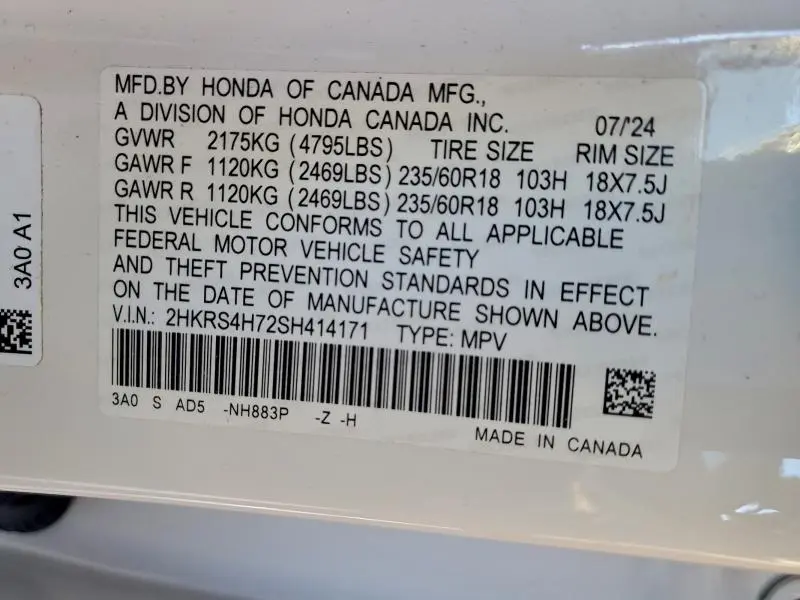 MFD.BY HONDA OF CANADA MFG.,
A DIVISION OF HONDA CANADA INC. 07/'24
GVWR 2175KG (4795LBS) TIRE SIZE RIM SIZE
GAWR F 1120KG (2469LBS) 235/60R18 103H 18X7.5J
GAWR R 1120KG (2469LBS) 235/60R18 103H 18X7.5J
THIS VEHICLE CONFORMS TO ALL APPLICABLE
FEDERAL MOTOR VEHICLE SAFETY
AND THEFT PREVENTION STANDARDS IN EFFECT
ON THE DATE OF MANUFACTURE SHOWN ABOVE.
V.I.N.: 2HKRS4H72SH414171 TYPE: MPV
3A0 S AD5 -NH883P -Z -H
MADE IN CANADA
3A0 A1